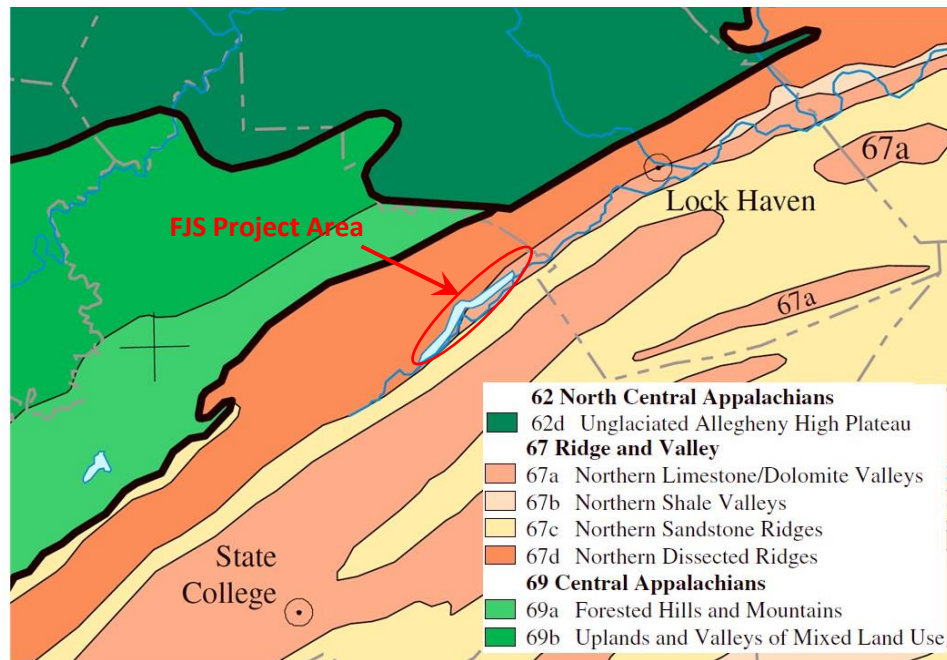 67a
Lock Haven
FJS Project Area
67a
62 North Central Appalachians
62d Unglaciated Allegheny High Plateau
67 Ridge and Valley
67a Northern Limestone/Dolomite Valleys
67b Northern Shale Valleys
67c Northern Sandstone Ridges
67d Northern Dissected Ridges
69 Central Appalachians
69a Forested Hills and Mountains
69b Uplands and Valleys of Mixed Land Use
State
College